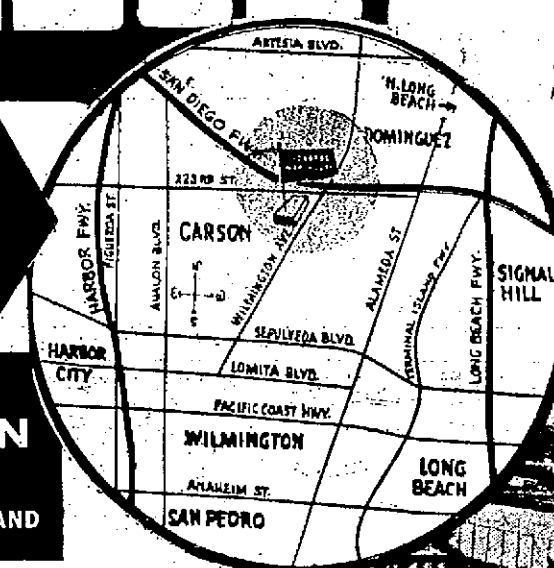 ARTESIA BLVD.
N. LONG
BEACH
SAN DIEGO FWY.
DOMINGUEZ
223RD ST.
HARBOR FWY.
FIGUEROA ST.
AVALON BLVD.
CARSON
WILMINGTON AVE.
ALAMEDA ST
TERMINAL ISLAND FWY
LONG BEACH FWY.
SIGNAL
HILL
SEPULVEDA BLVD.
HARBOR
CITY
LOMITA BLVD.
PACIFIC COAST HWY.
WILMINGTON
LONG
BEACH
ANAHEIM ST.
SAN PEDRO
N
AND